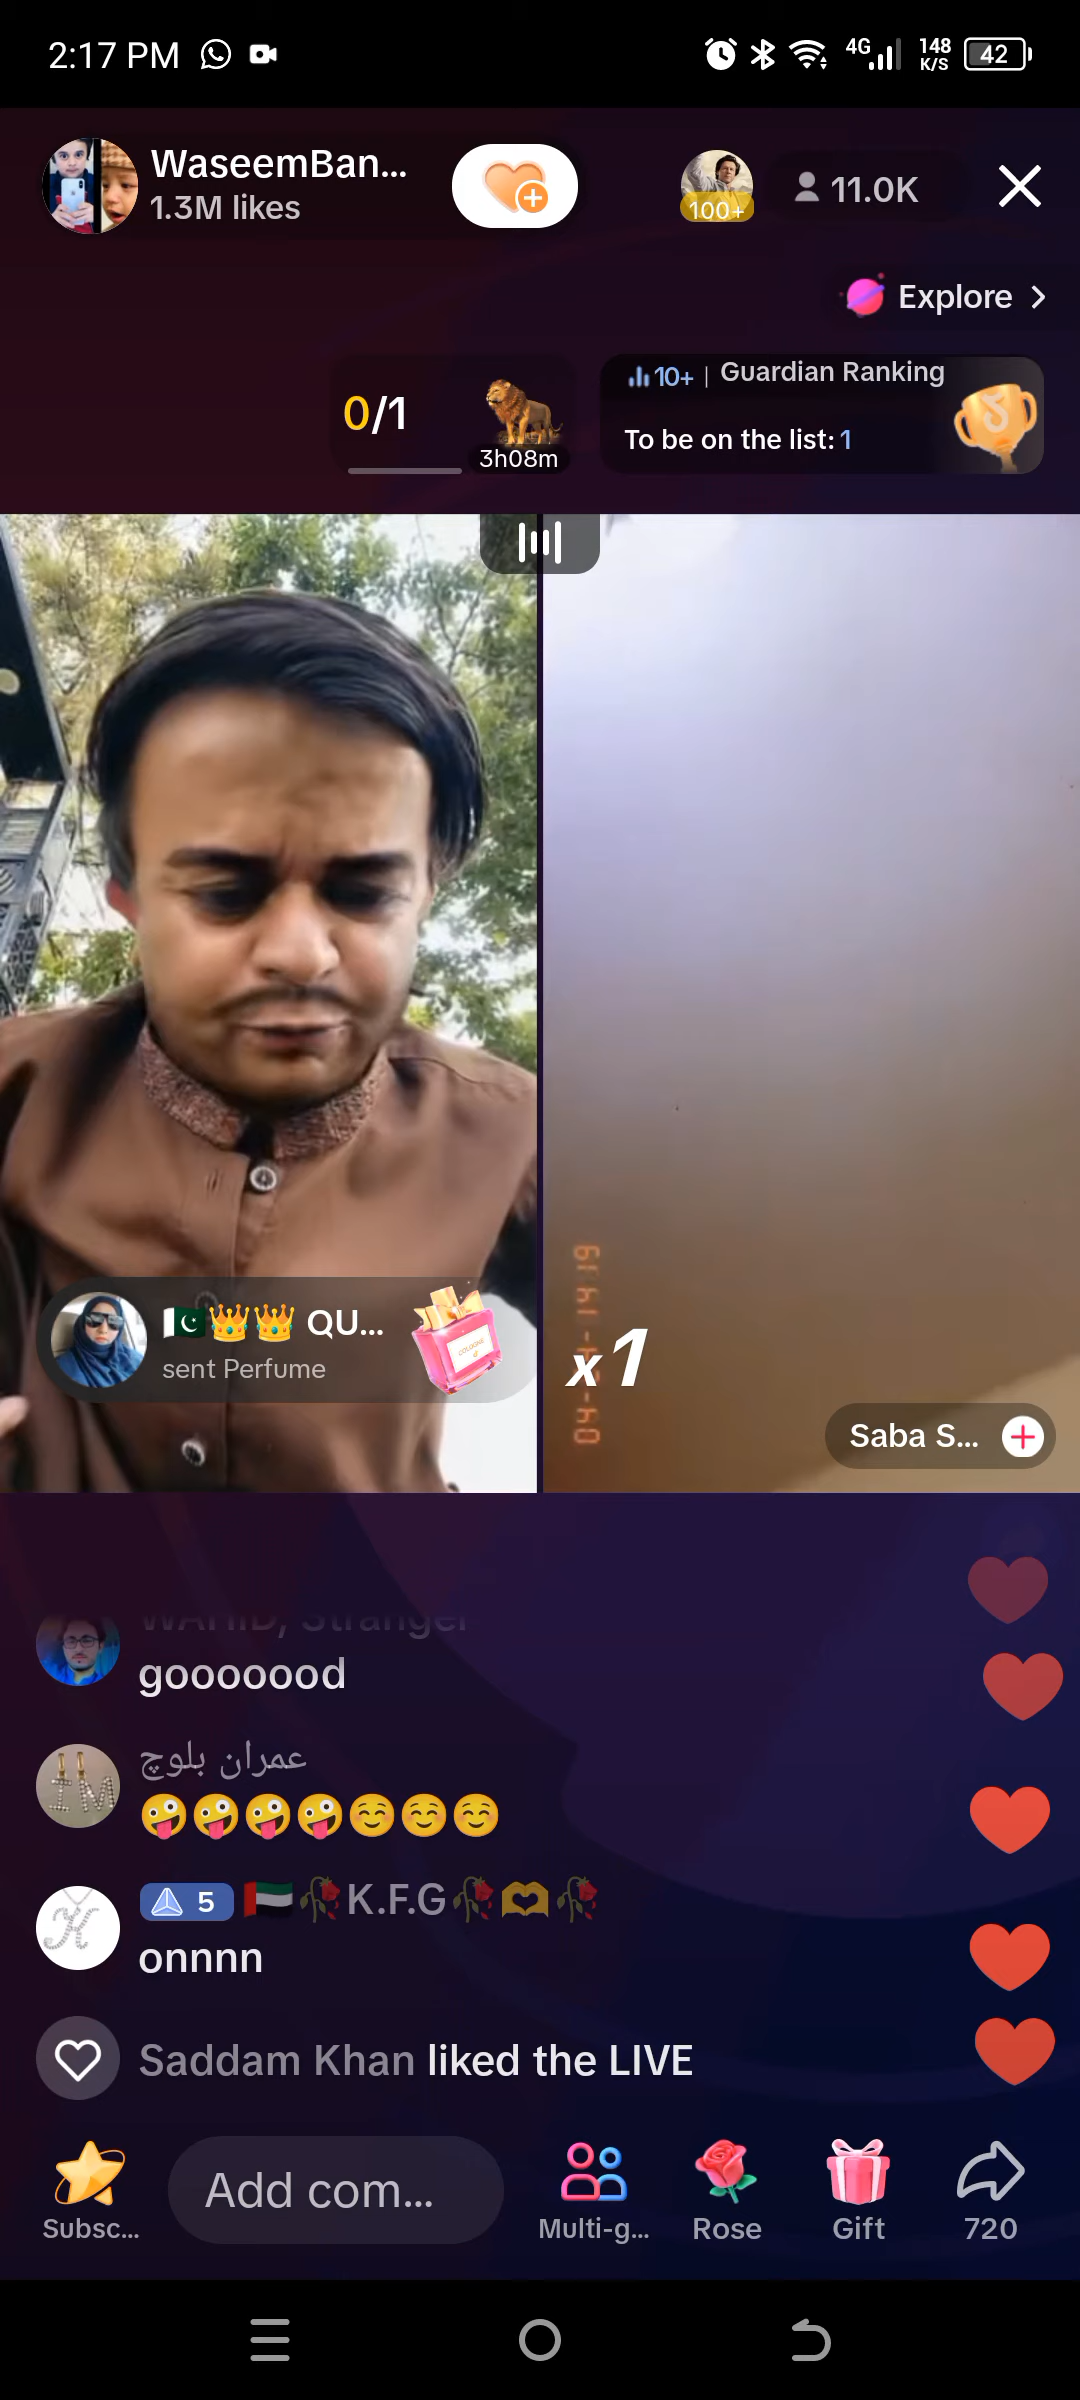 2:17 PM
4G
148
K/S
42
WaseemBan...
1.3M likes
100+
11.0K
Explore
0/1
3h08m
10+ | Guardian Ranking
To be on the list: 1
🇵🇰👑👑 QU...
sent Perfume
x1
Saba S...
WAHID, Stranger
gooooood
عمران بلوچ
🤪🤪🤪🤪☺️☺️☺️
5 🇦🇪🥀K.F.G🥀🫶🥀
onnnn
Saddam Khan liked the LIVE
Add com...
Subsc...
Multi-g...
Rose
Gift
720